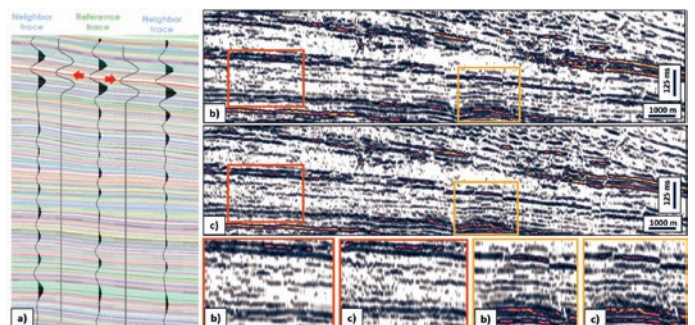 Neighbor Reference Neighbor
trace trace trace
a)
b)
125 ms
1000 m
c)
125 ms
1000 m
b)
c)
b)
c)